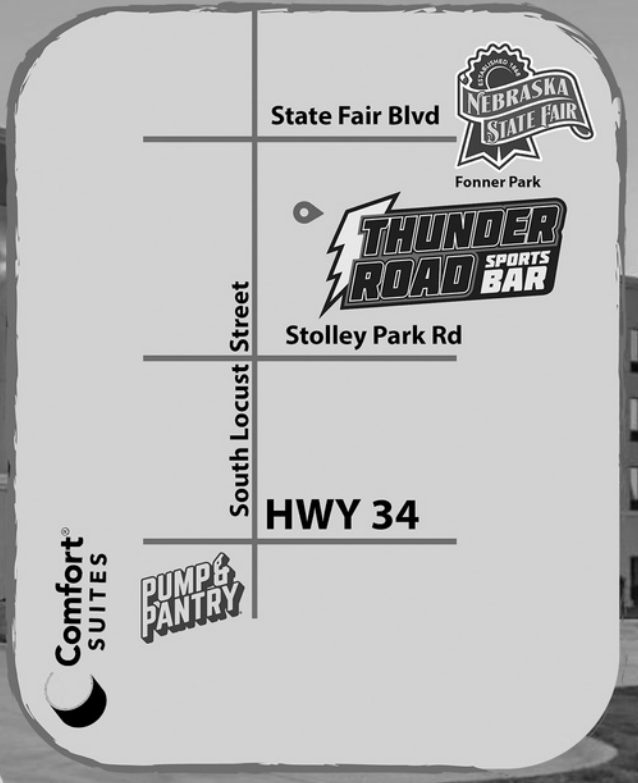 ESTABLISHED 1868
NEBRASKA
STATE FAIR
State Fair Blvd
Fonner Park
THUNDER
ROAD SPORTS
BAR
Stolley Park Rd
South Locust Street
HWY 34
PUMP&
PANTRY
Comfort®
SUITES